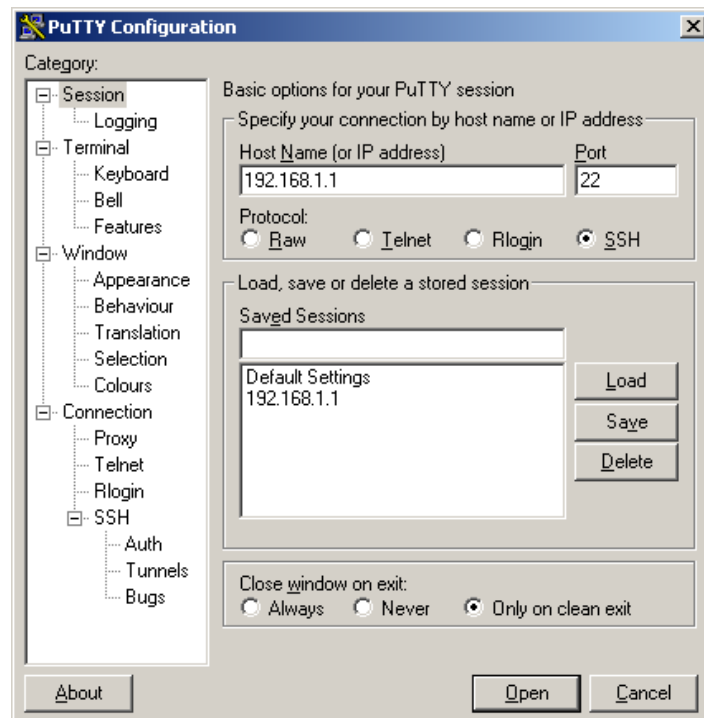 PuTTY Configuration
Category:
Session
Logging
Terminal
Keyboard
Bell
Features
Window
Appearance
Behaviour
Translation
Selection
Colours
Connection
Proxy
Telnet
Rlogin
SSH
Auth
Tunnels
Bugs
Basic options for your PuTTY session
Specify your connection by host name or IP address
Host Name (or IP address) Port
192.168.1.1 22
Protocol:
Raw Telnet Rlogin SSH
Load, save or delete a stored session
Saved Sessions
Default Settings
192.168.1.1
Load
Save
Delete
Close window on exit:
Always Never Only on clean exit
About Open Cancel